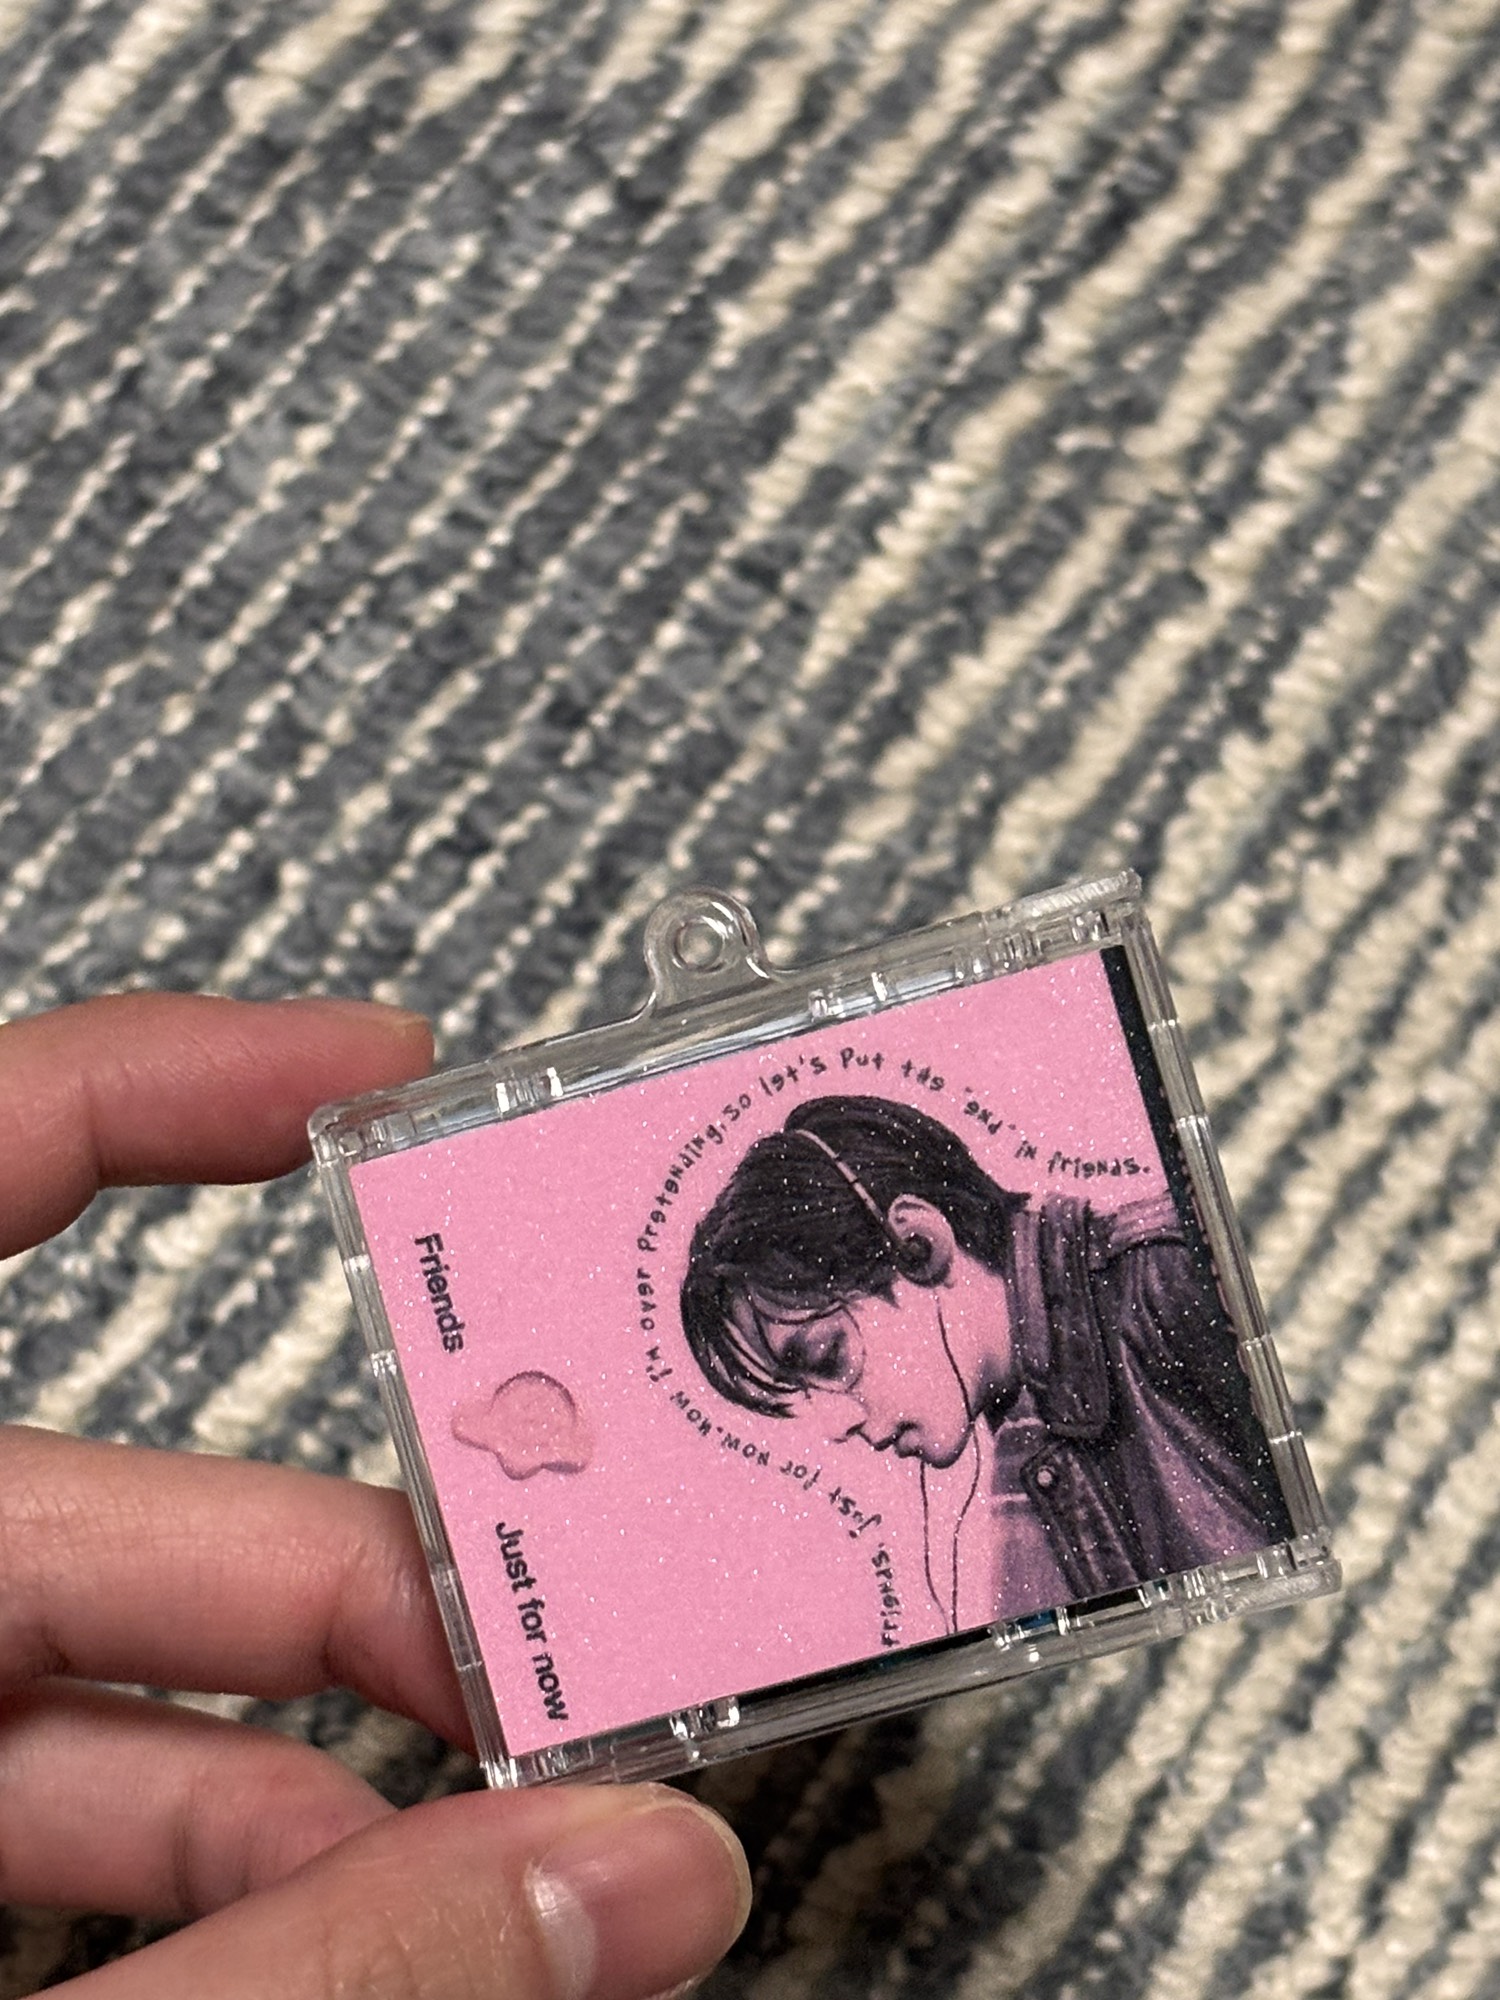 Friends
Just for now
Friends, just for now. now I'm over Pretending, so let's put the "end" in friends.